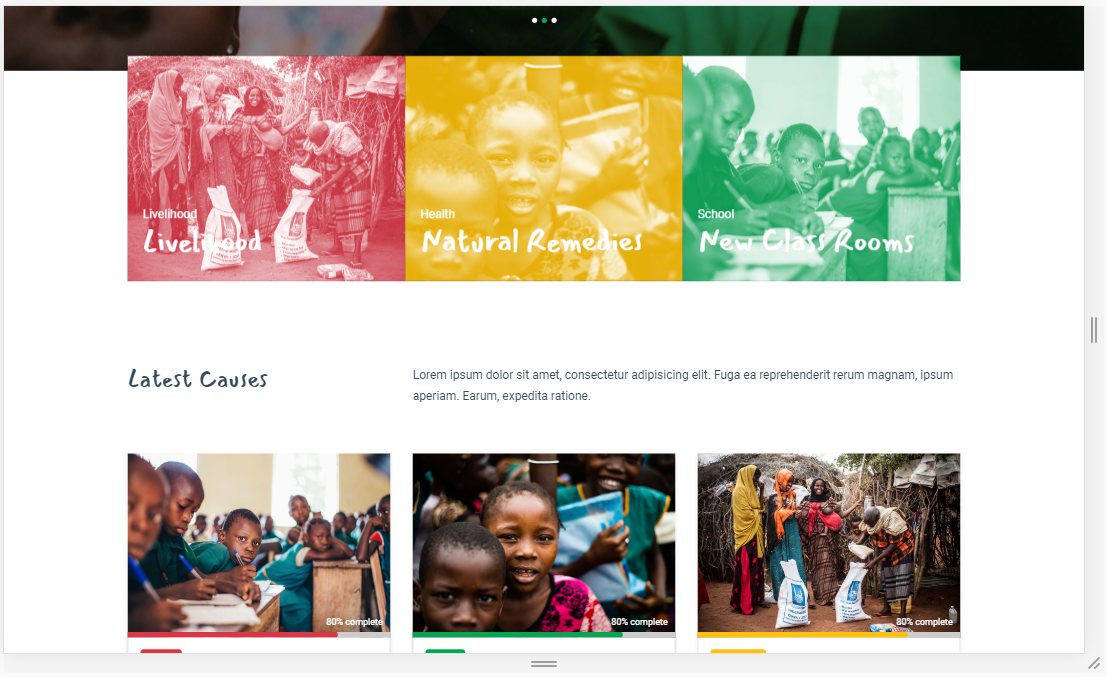 Livelihood
Livelihood
Health
Natural Remedies
School
New Class Rooms
Latest Causes
Lorem ipsum dolor sit amet, consectetur adipisicing elit. Fuga ea reprehenderit rerum magnam, ipsum
aperiam. Earum, expedita ratione.
80% complete
80% complete
80% complete